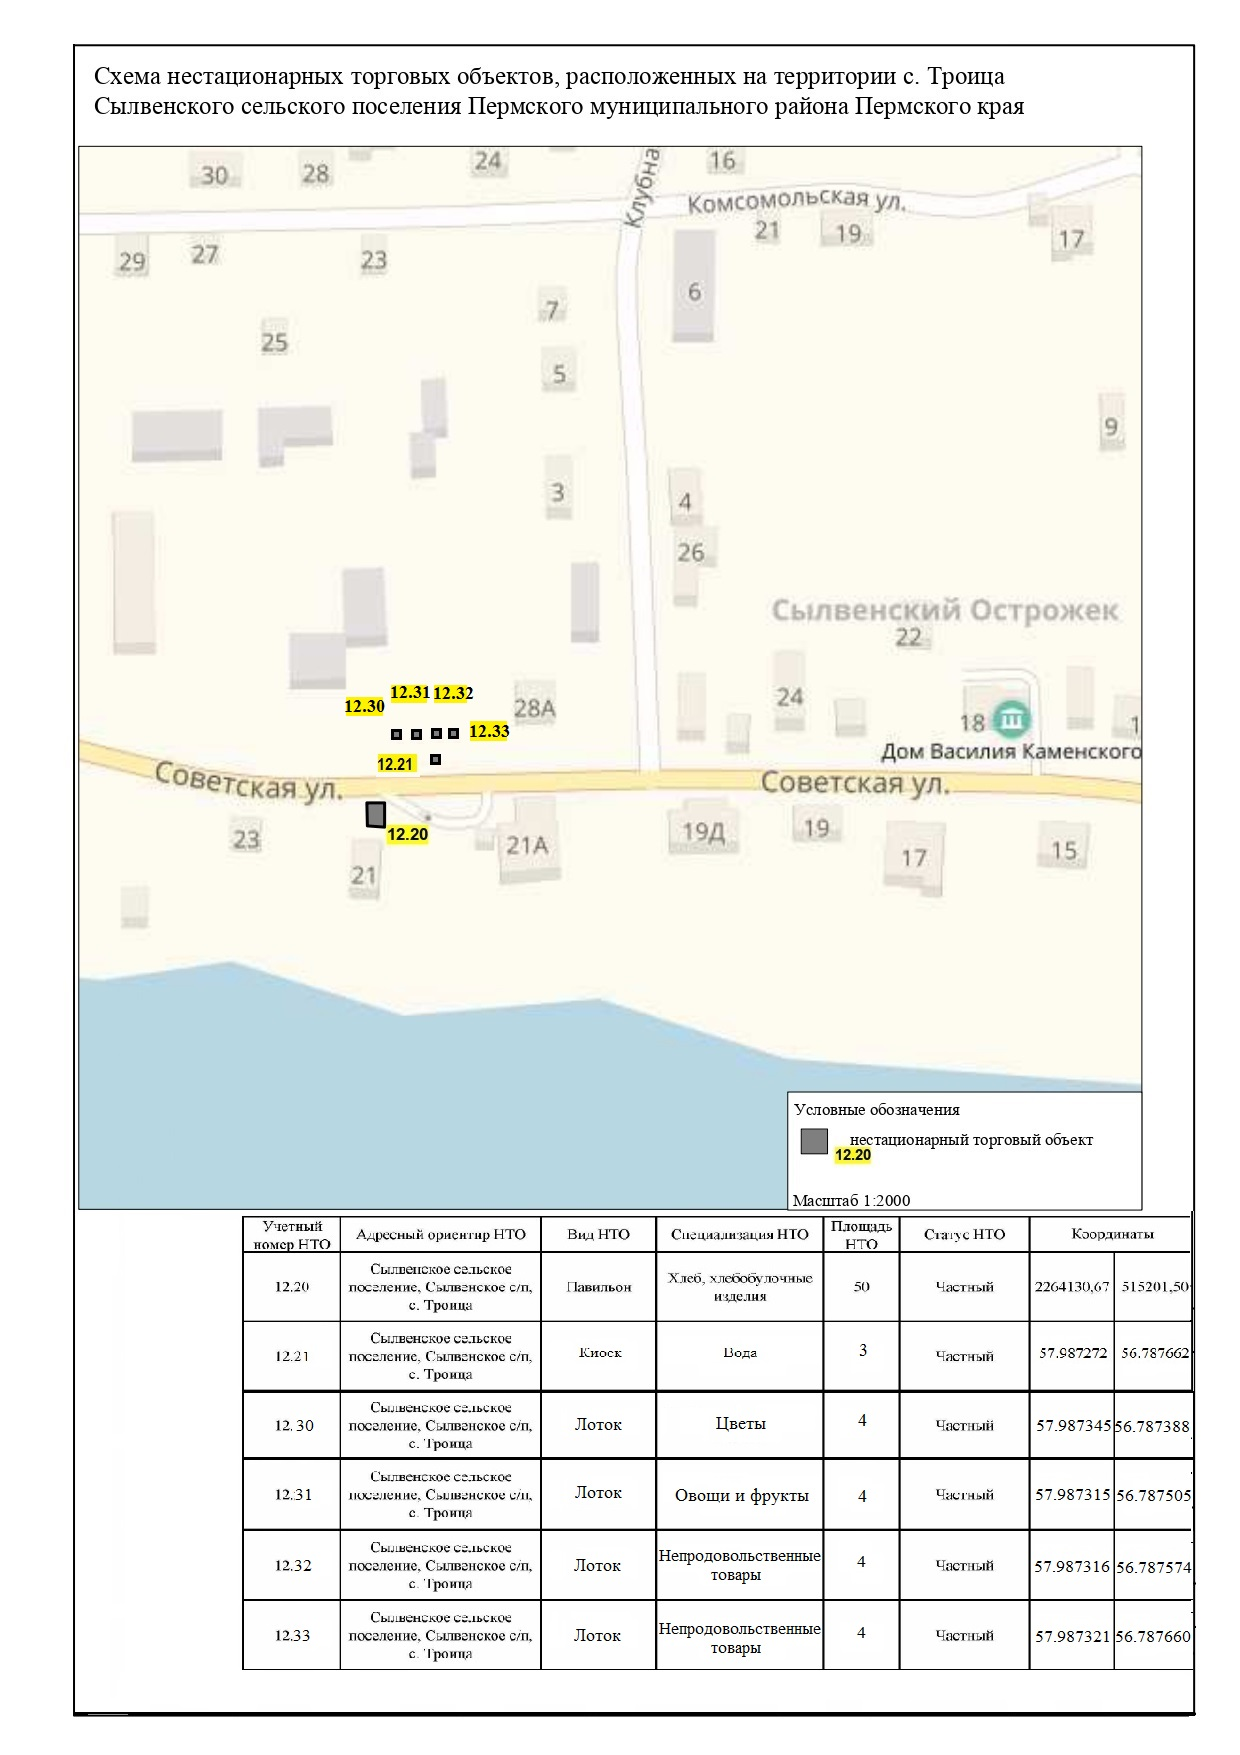 Схема нестационарных торговых объектов, расположенных на территории с. Троица
Сылвенского сельского поселения Пермского муниципального района Пермского края
30
28
24
Клубна
16
Комсомольская ул.
29
27
23
21
19
17
25
7
6
5
9
3
4
26
Сылвенский Острожек
22
12.30
12.31
12.32
28А
24
18
1
12.33
12.21
Дом Василия Каменского
Советская ул.
Советская ул.
23
12.20
21
21А
19Д
19
17
15
Условные обозначения
нестационарный торговый объект
12.20
Масштаб 1:2000
Учетный номер НТО Адресный ориентир НТО Вид НТО Специализация НТО Площадь НТО Статус НТО Координаты
12.20 Сылвенское сельское поселение, Сылвенское с/п, с. Троица Павильон Хлеб, хлебобулочные изделия 50 Частный 2264130,67 515201,50
12.21 Сылвенское сельское поселение, Сылвенское с/п, с. Троица Киоск Вода 3 Частный 57.987272 56.787662
12.30 Сылвенское сельское поселение, Сылвенское с/п, с. Троица Лоток Цветы 4 Частный 57.987345 56.787388
12.31 Сылвенское сельское поселение, Сылвенское с/п, с. Троица Лоток Овощи и фрукты 4 Частный 57.987315 56.787505
12.32 Сылвенское сельское поселение, Сылвенское с/п, с. Троица Лоток Непродовольственные товары 4 Частный 57.987316 56.787574
12.33 Сылвенское сельское поселение, Сылвенское с/п, с. Троица Лоток Непродовольственные товары 4 Частный 57.987321 56.787660